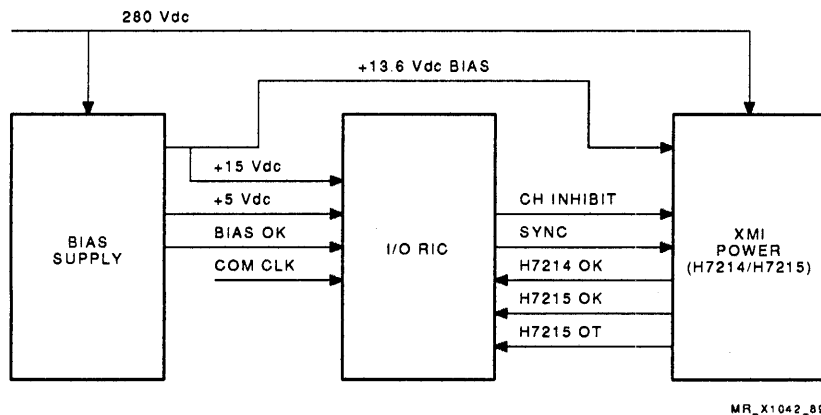 280 Vdc
+13.6 Vdc BIAS
+15 Vdc
+5 Vdc
BIAS OK
COM CLK
BIAS
SUPPLY
I/O RIC
CH INHIBIT
SYNC
H7214 OK
H7215 OK
H7215 OT
XMI
POWER
(H7214/H7215)
MR_X1042_89